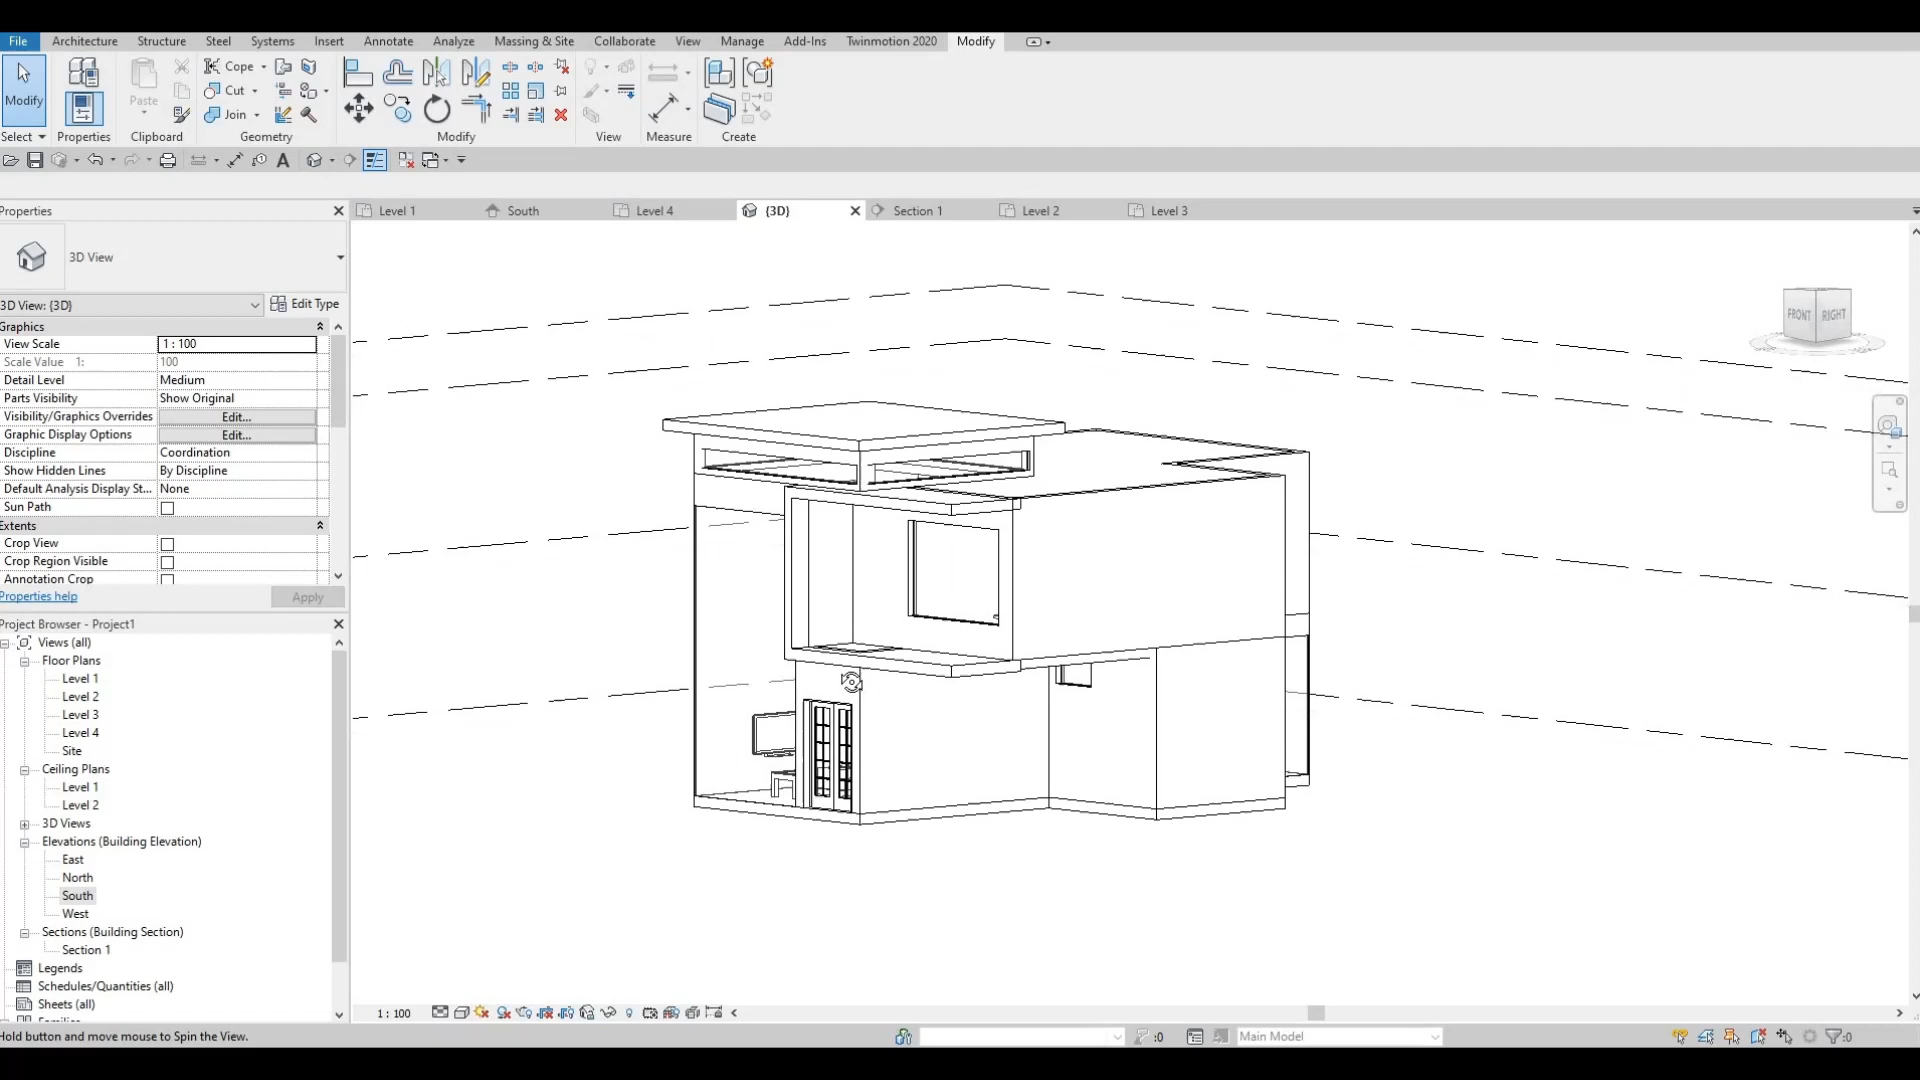 File Architecture Structure Steel Systems Insert Annotate Analyze Massing & Site Collaborate View Manage Add-Ins Twinmotion 2020 Modify
Modify Paste Cope
Cut
Join
Select Properties Clipboard Geometry Modify View Measure Create
A
Properties Level 1 South Level 4 {3D} Section 1 Level 2 Level 3
3D View
3D View: {3D} Edit Type
Graphics
View Scale 1 : 100
Scale Value 1: 100
Detail Level Medium
Parts Visibility Show Original
Visibility/Graphics Overrides Edit...
Graphic Display Options Edit...
Discipline Coordination
Show Hidden Lines By Discipline
Default Analysis Display St... None
Sun Path
Extents
Crop View
Crop Region Visible
Annotation Crop
Properties help Apply
FRONT RIGHT
Project Browser - Project1
Views (all)
Floor Plans
Level 1
Level 2
Level 3
Level 4
Site
Ceiling Plans
Level 1
Level 2
3D Views
Elevations (Building Elevation)
East
North
South
West
Sections (Building Section)
Section 1
Legends
Schedules/Quantities (all)
Sheets (all)
1 : 100
Hold button and move mouse to Spin the View. :0 Main Model :0